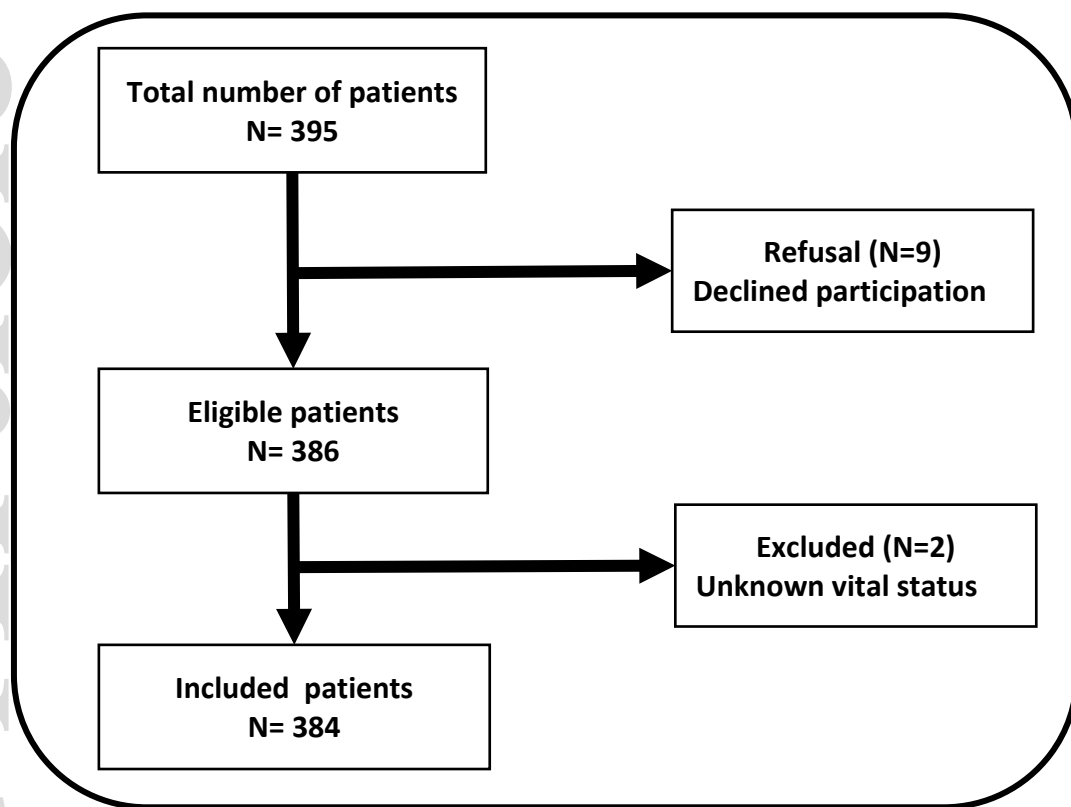 Total number of patients
N= 395
Refusal (N=9)
Declined participation
Eligible patients
N= 386
Excluded (N=2)
Unknown vital status
Included  patients
N= 384